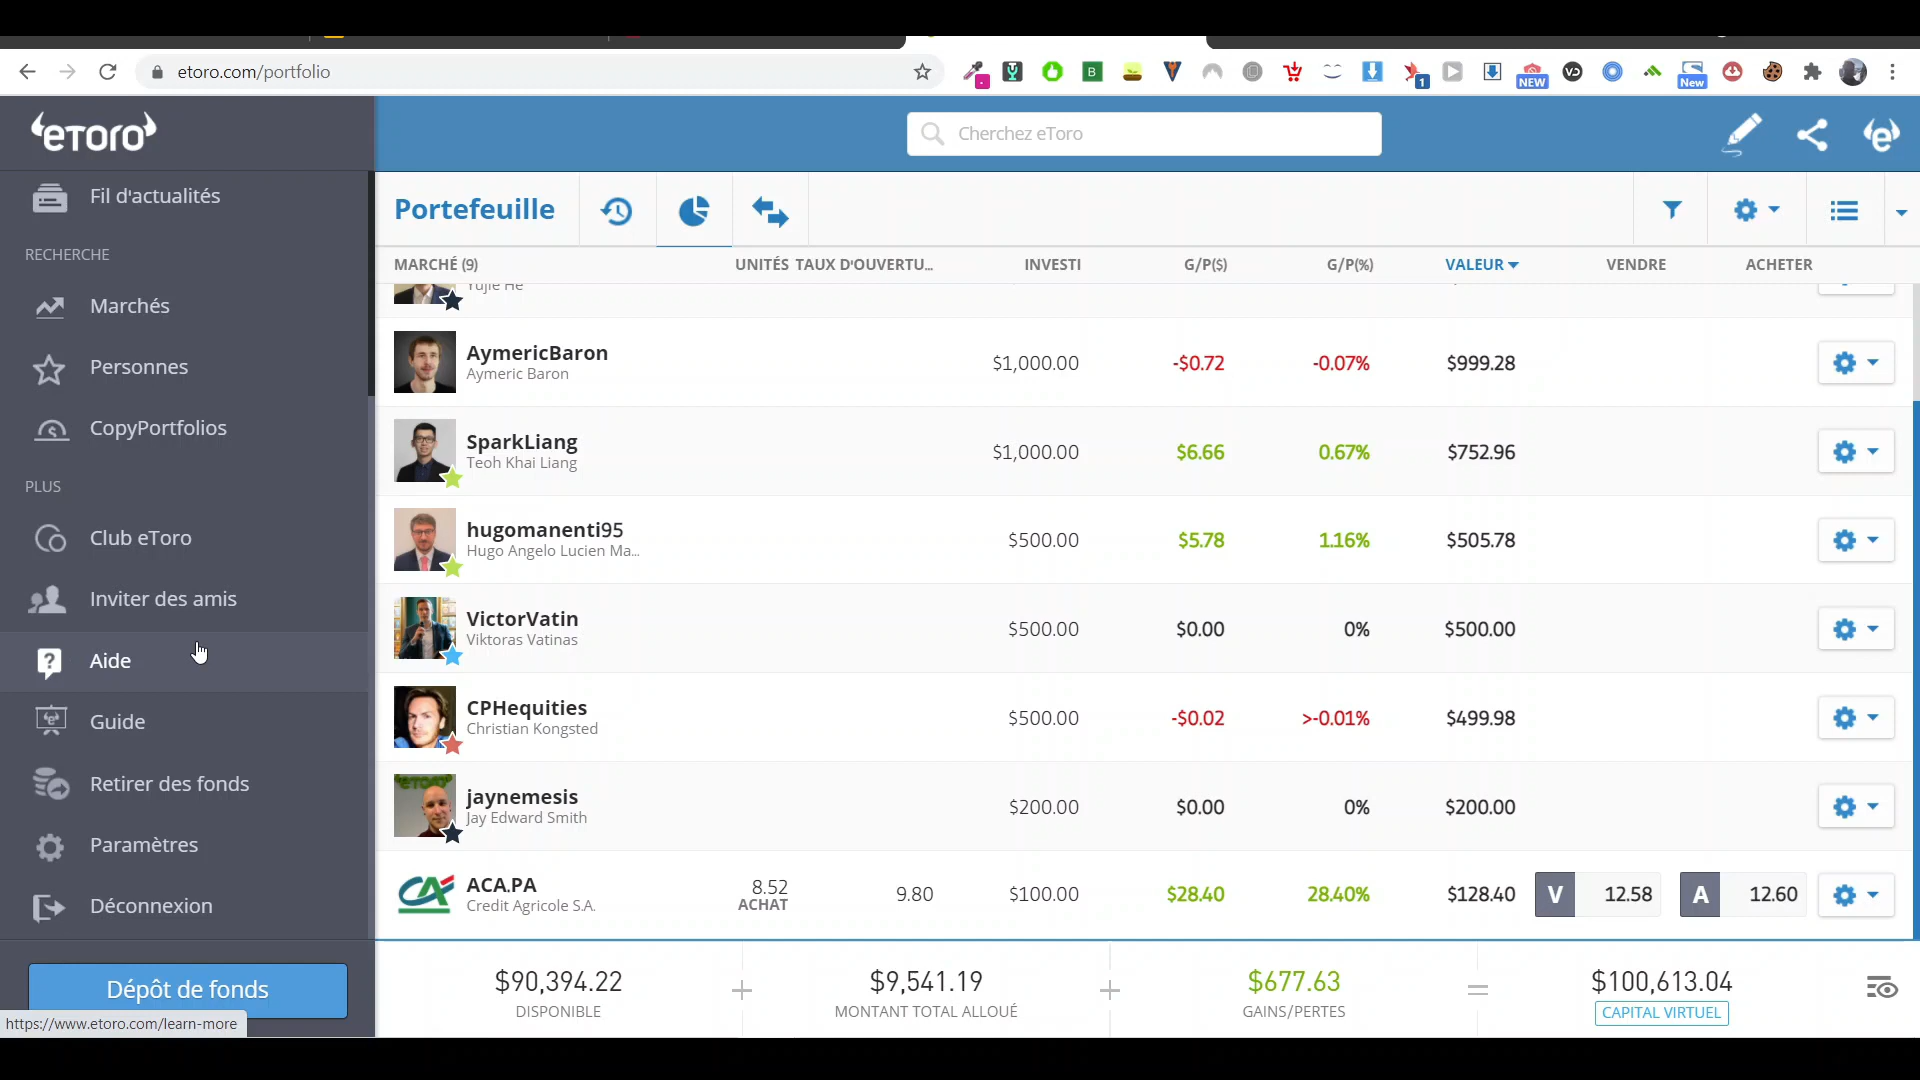 etoro.com/portfolio
B
1
NEW
New
eToro
Cherchez eToro
Fil d'actualités
RECHERCHE
Marchés
Personnes
CopyPortfolios
PLUS
Club eToro
Inviter des amis
Aide
Guide
Retirer des fonds
Paramètres
Déconnexion
Dépôt de fonds
https://www.etoro.com/learn-more
Portefeuille
MARCHÉ (9) UNITÉS TAUX D'OUVERTU... INVESTI G/P($) G/P(%) VALEUR VENDRE ACHETER
Yujie He
AymericBaron
Aymeric Baron
$1,000.00 -$0.72 -0.07% $999.28
SparkLiang
Teoh Khai Liang
$1,000.00 $6.66 0.67% $752.96
hugomanenti95
Hugo Angelo Lucien Ma...
$500.00 $5.78 1.16% $505.78
VictorVatin
Viktoras Vatinas
$500.00 $0.00 0% $500.00
CPHequities
Christian Kongsted
$500.00 -$0.02 >-0.01% $499.98
jaynemesis
Jay Edward Smith
$200.00 $0.00 0% $200.00
ACA.PA
Credit Agricole S.A.
8.52
ACHAT
9.80 $100.00 $28.40 28.40% $128.40 V 12.58 A 12.60
$90,394.22 + $9,541.19 + $677.63 = $100,613.04
DISPONIBLE MONTANT TOTAL ALLOUÉ GAINS/PERTES CAPITAL VIRTUEL